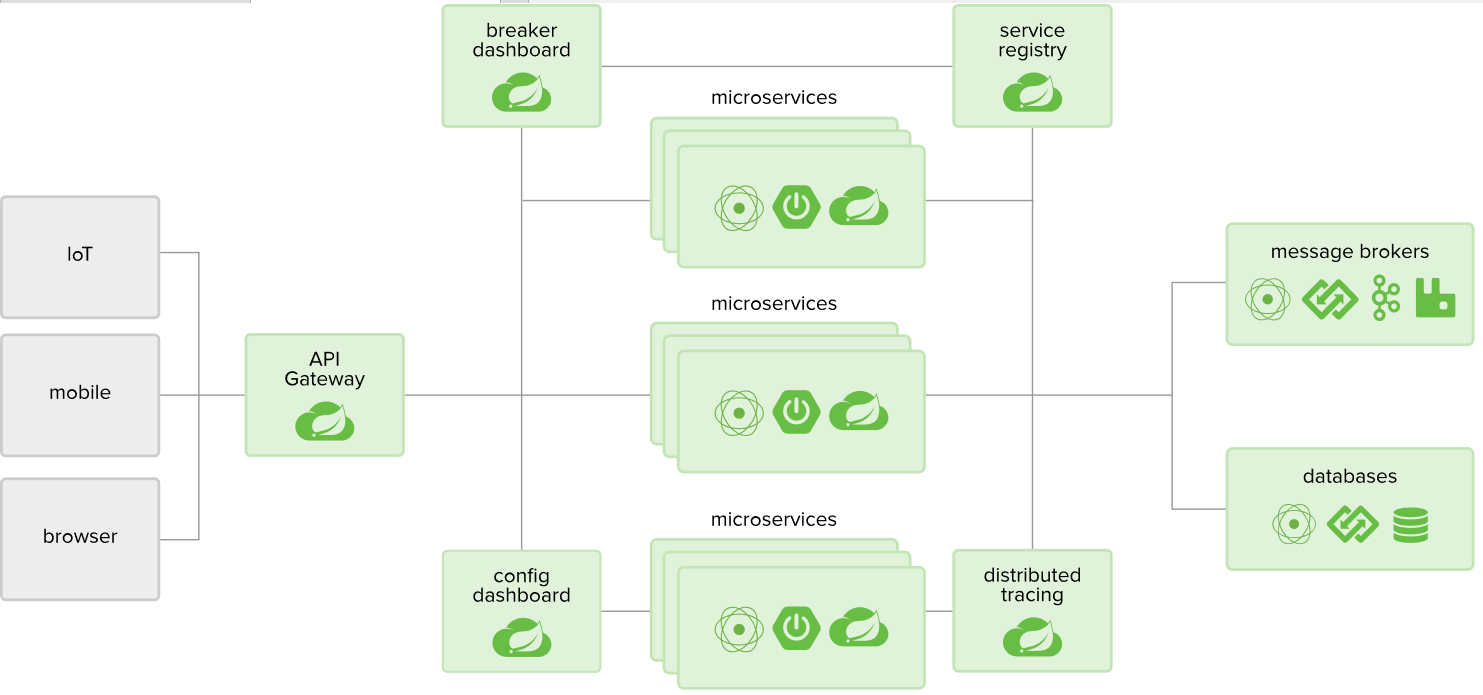 breaker
dashboard
service
registry
microservices
IoT
mobile
browser
API
Gateway
microservices
message brokers
databases
microservices
config
dashboard
distributed
tracing